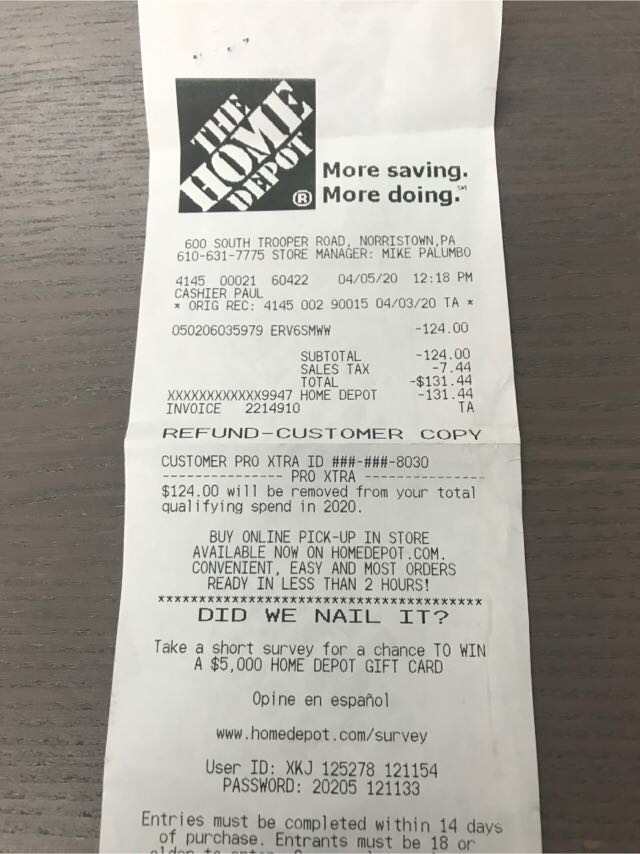 THE
HOME
DEPOT
®
More saving.
More doing.℠
600 SOUTH TROOPER ROAD, NORRISTOWN,PA
610-631-7775 STORE MANAGER: MIKE PALUMBO
4145 00021 60422 04/05/20 12:18 PM
CASHIER PAUL
* ORIG REC: 4145 002 90015 04/03/20 TA *
050206035979 ERV6SMWW -124.00
SUBTOTAL -124.00
SALES TAX -7.44
TOTAL -$131.44
XXXXXXXXXXXX9947 HOME DEPOT -131.44
INVOICE 2214910 TA
REFUND-CUSTOMER COPY
CUSTOMER PRO XTRA ID ###-###-8030
--------------- PRO XTRA ---------------
$124.00 will be removed from your total
qualifying spend in 2020.
BUY ONLINE PICK-UP IN STORE
AVAILABLE NOW ON HOMEDEPOT.COM.
CONVENIENT, EASY AND MOST ORDERS
READY IN LESS THAN 2 HOURS!
****************************************
DID WE NAIL IT?
Take a short survey for a chance TO WIN
A $5,000 HOME DEPOT GIFT CARD
Opine en español
www.homedepot.com/survey
User ID: XKJ 125278 121154
PASSWORD: 20205 121133
Entries must be completed within 14 days
of purchase. Entrants must be 18 or